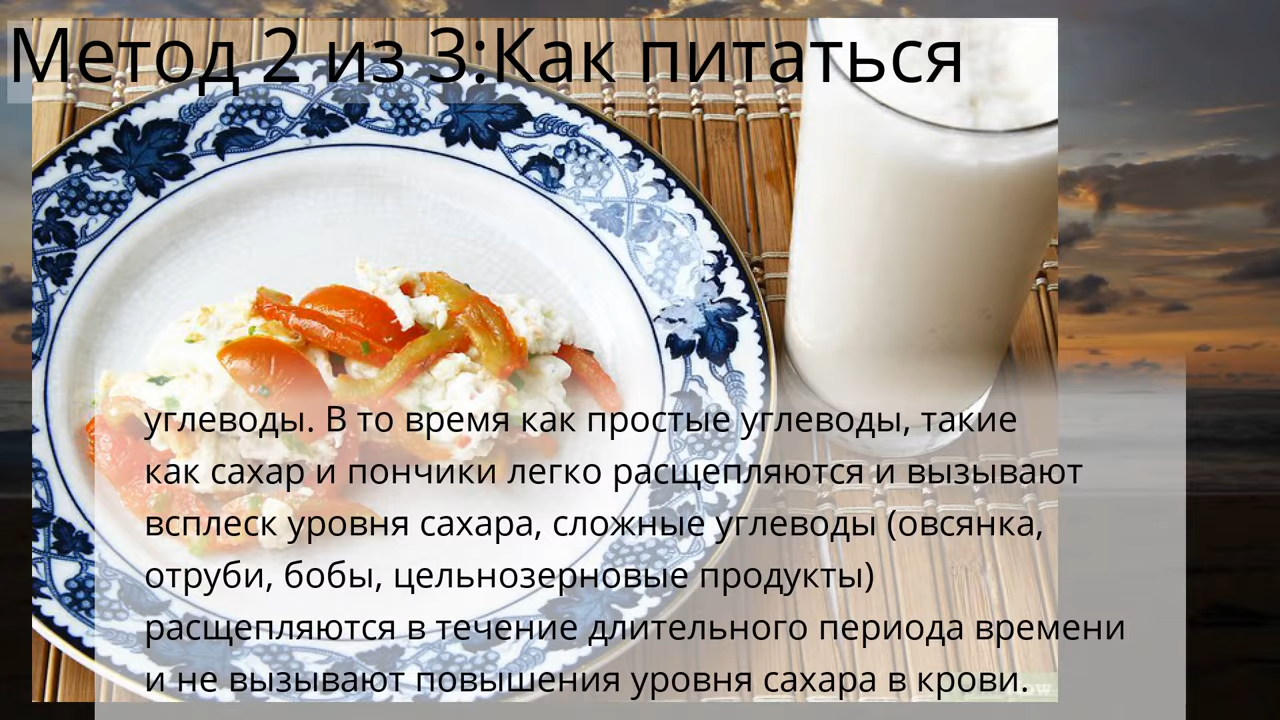 Метод 2 из 3:Как питаться
углеводы. В то время как простые углеводы, такие
как сахар и пончики легко расщепляются и вызывают
всплеск уровня сахара, сложные углеводы (овсянка,
отруби, бобы, цельнозерновые продукты)
расщепляются в течение длительного периода времени
и не вызывают повышения уровня сахара в крови.